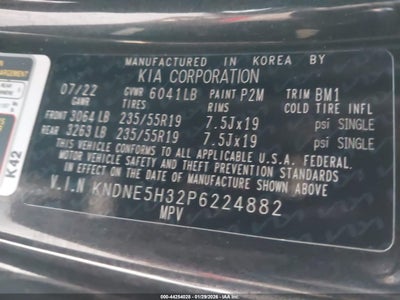 MANUFACTURED IN KOREA BY
KIA CORPORATION
07/22 GVWR 6041LB PAINT P2M TRIM BM1
GAWR TIRES RIMS COLD TIRE INFL
FRONT 3064 LB 235/55R19 7.5Jx19 psi SINGLE
REAR 3263 LB 235/55R19 7.5Jx19 psi SINGLE
THIS VEHICLE CONFORMS TO ALL APPLICABLE U.S.A. FEDERAL
MOTOR VEHICLE SAFETY AND THEFT PREVENTION STANDARDS
IN EFFECT ON THE DATE OF MANUFACTURE SHOWN ABOVE.
V.I.N KNDNE5H32P6224882
MPV
K42
000-44254028 - 01/29/2026 - IAAI.COM